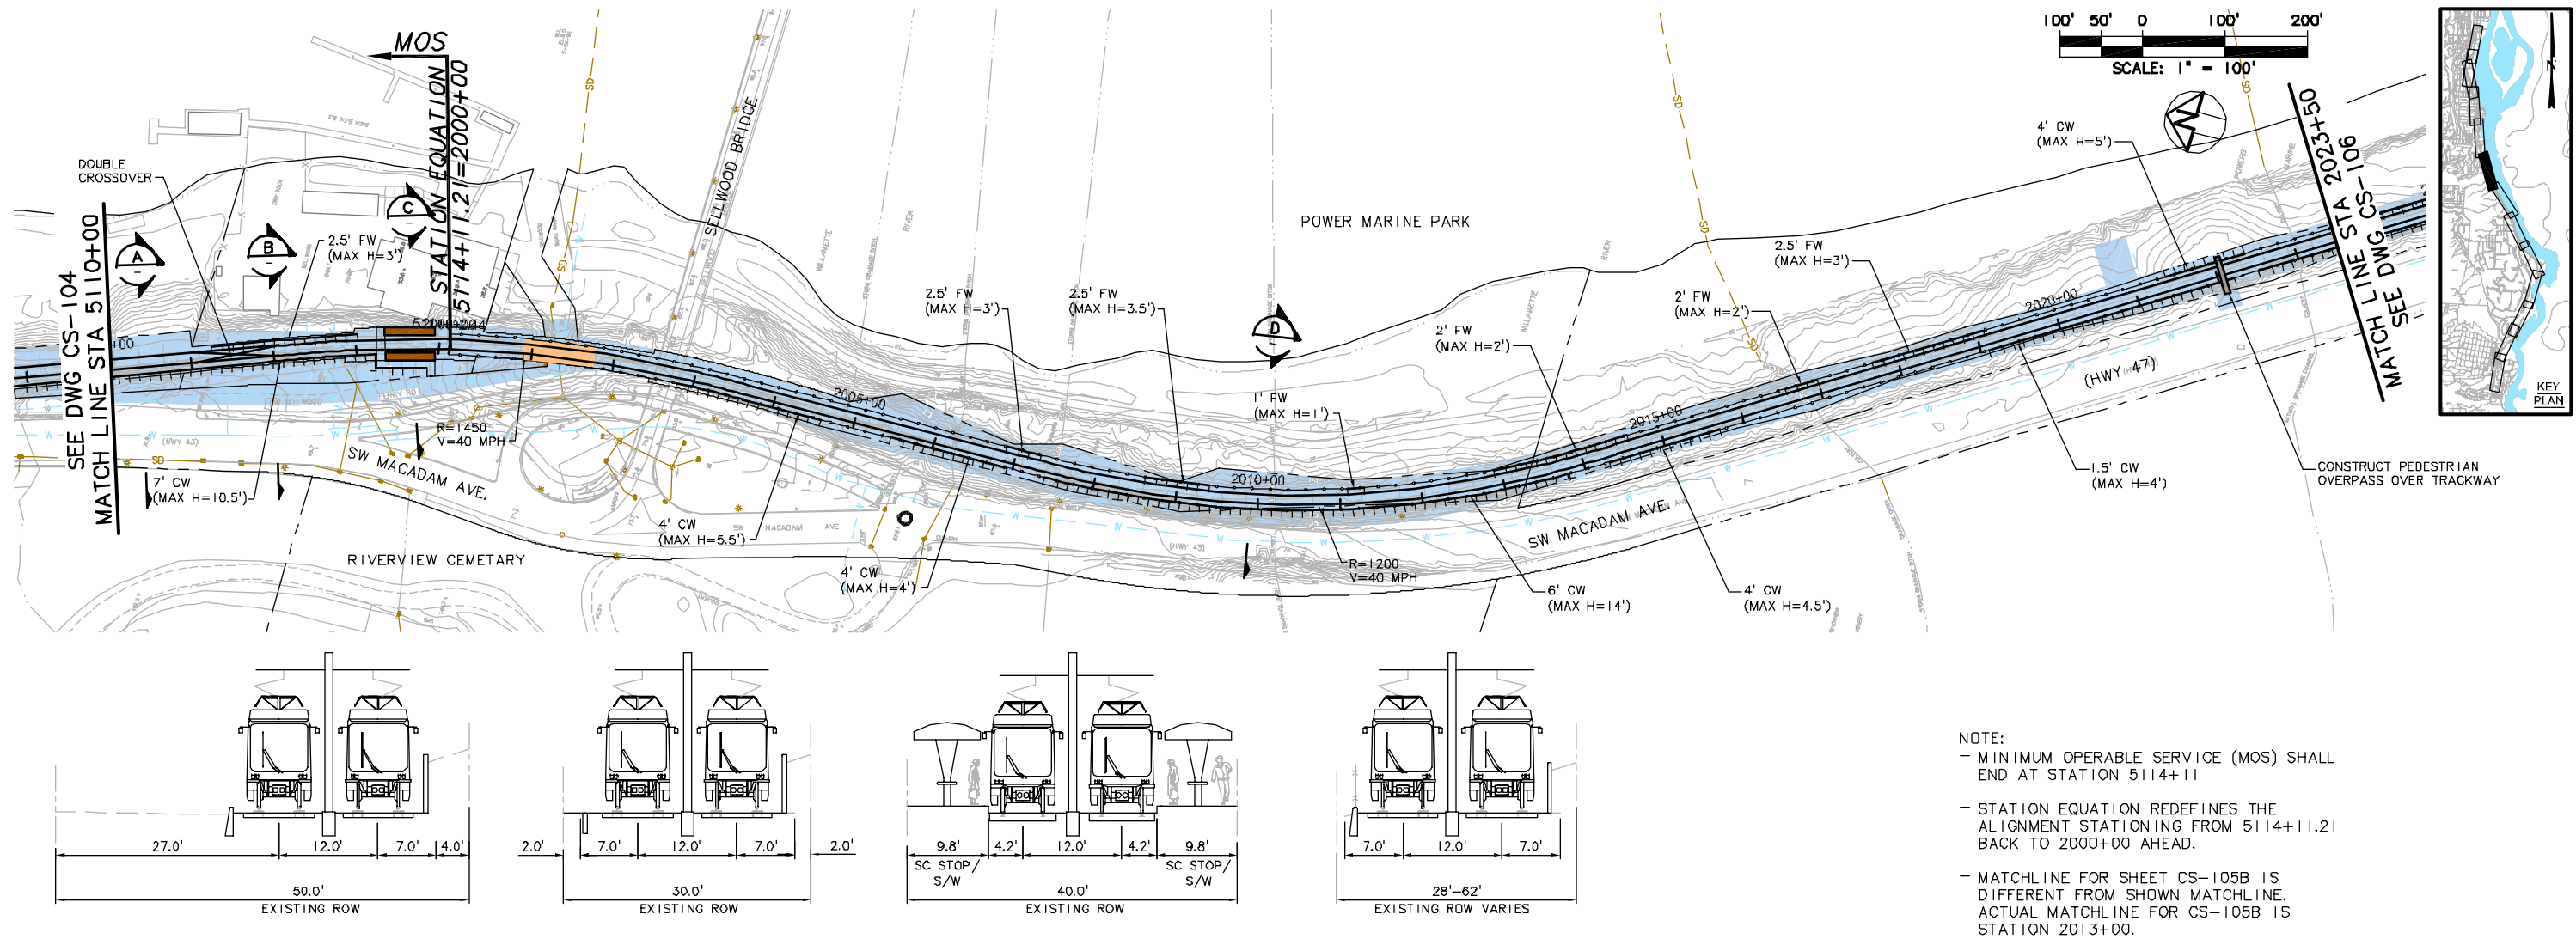 MOS
STATION EQUATION
5114+11.21=2000+00
SELLWOOD BRIDGE
DOUBLE
CROSSOVER
SEE DWG CS-104
MATCH LINE STA 5110+00
A
B
C
D
2.5' FW
(MAX H=3')
7' CW
(MAX H=10.5')
R=1450
V=40 MPH
SW MACADAM AVE.
RIVERVIEW CEMETARY
(HWY 43)
SD
W
4' CW
(MAX H=5.5')
4' CW
(MAX H=4')
2005+00
2.5' FW
(MAX H=3')
2.5' FW
(MAX H=3.5')
2010+00
1' FW
(MAX H=1')
R=1200
V=40 MPH
(HWY 43)
SW MACADAM AVE
WILLAMETTE
RIVER
POWER MARINE PARK
2' FW
(MAX H=2')
2' FW
(MAX H=2')
2.5' FW
(MAX H=3')
4' CW
(MAX H=5')
2015+00
2020+00
6' CW
(MAX H=14')
4' CW
(MAX H=4.5')
1.5' CW
(MAX H=4')
SW MACADAM AVE.
(HWY 47)
CONSTRUCT PEDESTRIAN
OVERPASS OVER TRACKWAY
MATCH LINE STA 2023+50
SEE DWG CS-106
100' 50' 0 100' 200'
SCALE: 1" = 100'
N
POWERS
MARINE
KEY
PLAN
27.0' 12.0' 7.0' 4.0'
50.0'
EXISTING ROW
2.0' 7.0' 12.0' 7.0' 2.0'
30.0'
EXISTING ROW
9.8' 4.2' 12.0' 4.2' 9.8'
SC STOP/
S/W
SC STOP/
S/W
40.0'
EXISTING ROW
7.0' 12.0' 7.0'
28'-62'
EXISTING ROW VARIES
NOTE:
- MINIMUM OPERABLE SERVICE (MOS) SHALL
END AT STATION 5114+11
- STATION EQUATION REDEFINES THE
ALIGNMENT STATIONING FROM 5114+11.21
BACK TO 2000+00 AHEAD.
- MATCHLINE FOR SHEET CS-105B IS
DIFFERENT FROM SHOWN MATCHLINE.
ACTUAL MATCHLINE FOR CS-105B IS
STATION 2013+00.